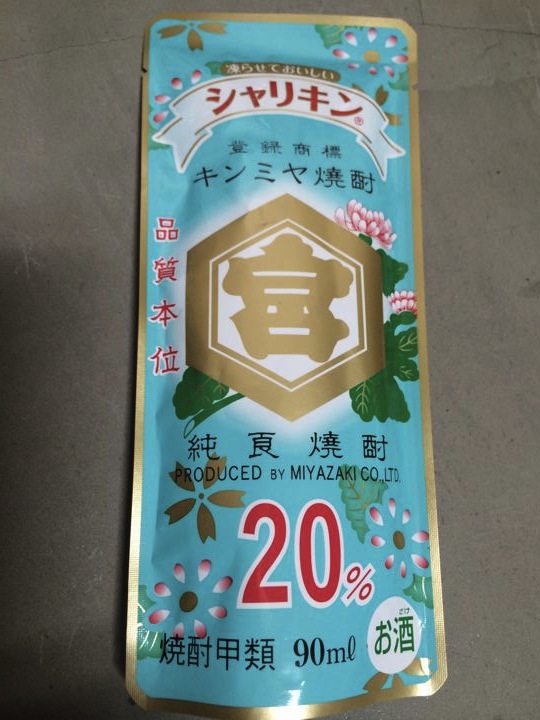 凍らせておいしい
シャリキン®
登録商標
キンミヤ焼酎
品質本位
宮
純良焼酎
PRODUCED BY MIYAZAKI CO.,LTD.
20%
焼酎甲類 90mℓ
さけ
お酒